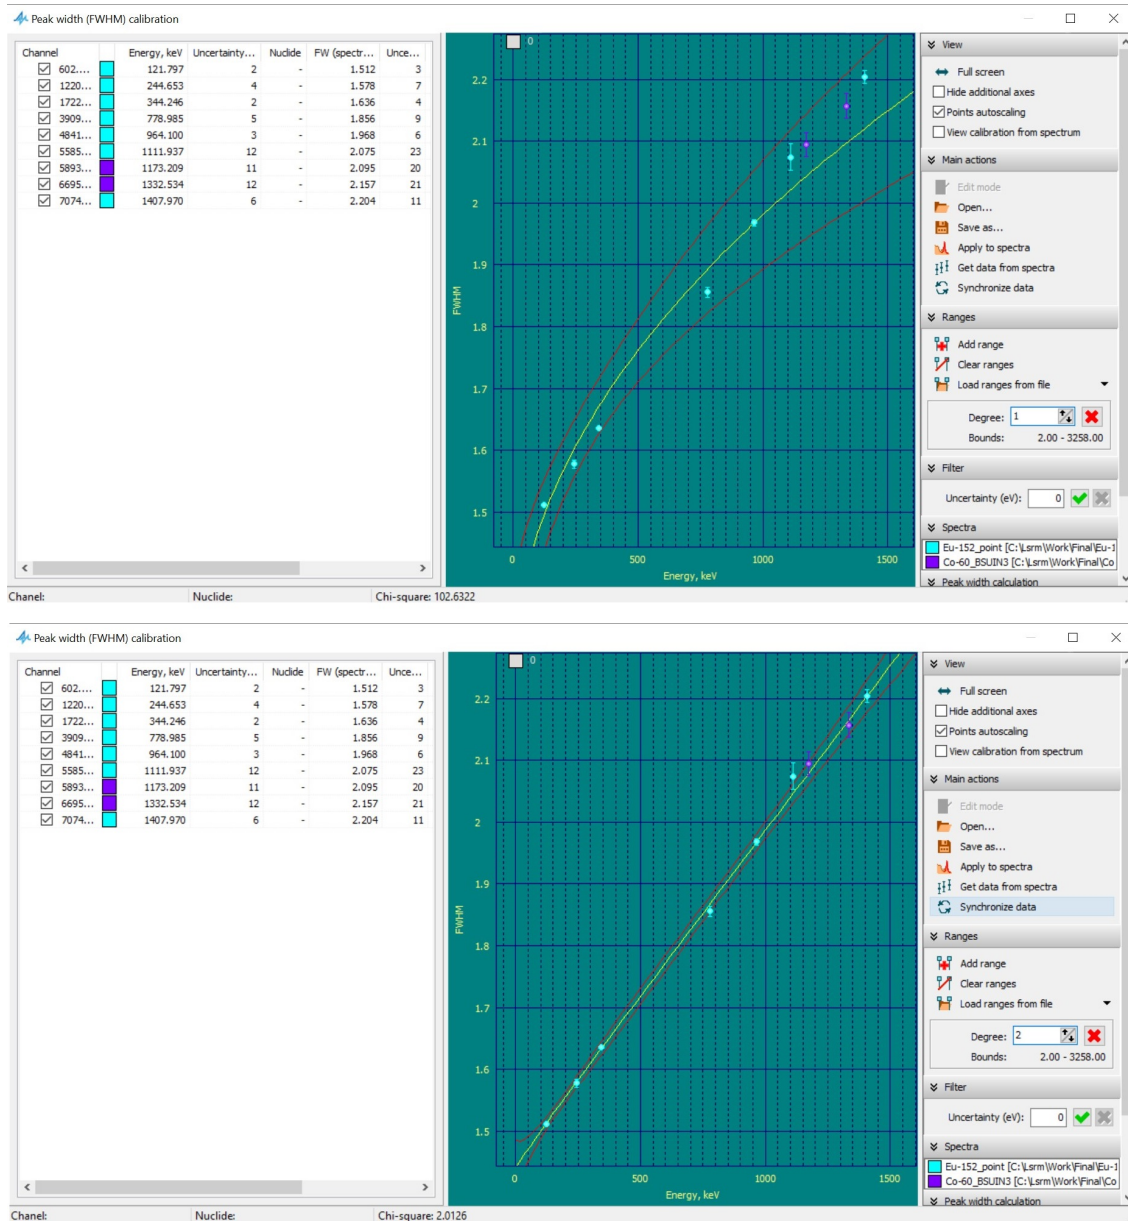 Peak width (FWHM) calibration
Channel Energy, keV Uncertainty... Nuclide FW (spectr... Unce...
602.... 121.797 2 - 1.512 3
1220... 244.653 4 - 1.578 7
1722... 344.246 2 - 1.636 4
3909... 778.985 5 - 1.856 9
4841... 964.100 3 - 1.968 6
5585... 1111.937 12 - 2.075 23
5893... 1173.209 11 - 2.095 20
6695... 1332.534 12 - 2.157 21
7074... 1407.970 6 - 2.204 11
0
2.2
2.1
2
1.9
1.8
1.7
1.6
1.5
FWHM
0 500 1000 1500
Energy, keV
View
Full screen
Hide additional axes
Points autoscaling
View calibration from spectrum
Main actions
Edit mode
Open...
Save as...
Apply to spectra
Get data from spectra
Synchronize data
Ranges
Add range
Clear ranges
Load ranges from file
Degree: 1
Bounds: 2.00 - 3258.00
Filter
Uncertainty (eV): 0
Spectra
Eu-152_point [C:\Lsrm\Work\Final\Eu-1
Co-60_BSUIN3 [C:\Lsrm\Work\Final\Co
Peak width calculation
Chanel: Nuclide: Chi-square: 102.6322
Peak width (FWHM) calibration
Channel Energy, keV Uncertainty... Nuclide FW (spectr... Unce...
602.... 121.797 2 - 1.512 3
1220... 244.653 4 - 1.578 7
1722... 344.246 2 - 1.636 4
3909... 778.985 5 - 1.856 9
4841... 964.100 3 - 1.968 6
5585... 1111.937 12 - 2.075 23
5893... 1173.209 11 - 2.095 20
6695... 1332.534 12 - 2.157 21
7074... 1407.970 6 - 2.204 11
0
2.2
2.1
2
1.9
1.8
1.7
1.6
1.5
FWHM
0 500 1000 1500
Energy, keV
View
Full screen
Hide additional axes
Points autoscaling
View calibration from spectrum
Main actions
Edit mode
Open...
Save as...
Apply to spectra
Get data from spectra
Synchronize data
Ranges
Add range
Clear ranges
Load ranges from file
Degree: 2
Bounds: 2.00 - 3258.00
Filter
Uncertainty (eV): 0
Spectra
Eu-152_point [C:\Lsrm\Work\Final\Eu-1
Co-60_BSUIN3 [C:\Lsrm\Work\Final\Co
Peak width calculation
Chanel: Nuclide: Chi-square: 2.0126